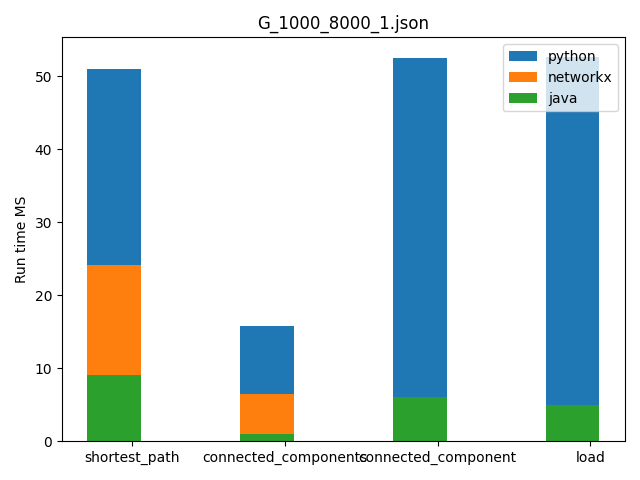 G_1000_8000_1.json
python
networkx
java
Run time MS
50
40
30
20
10
0
shortest_path
connected_components
connected_component
load